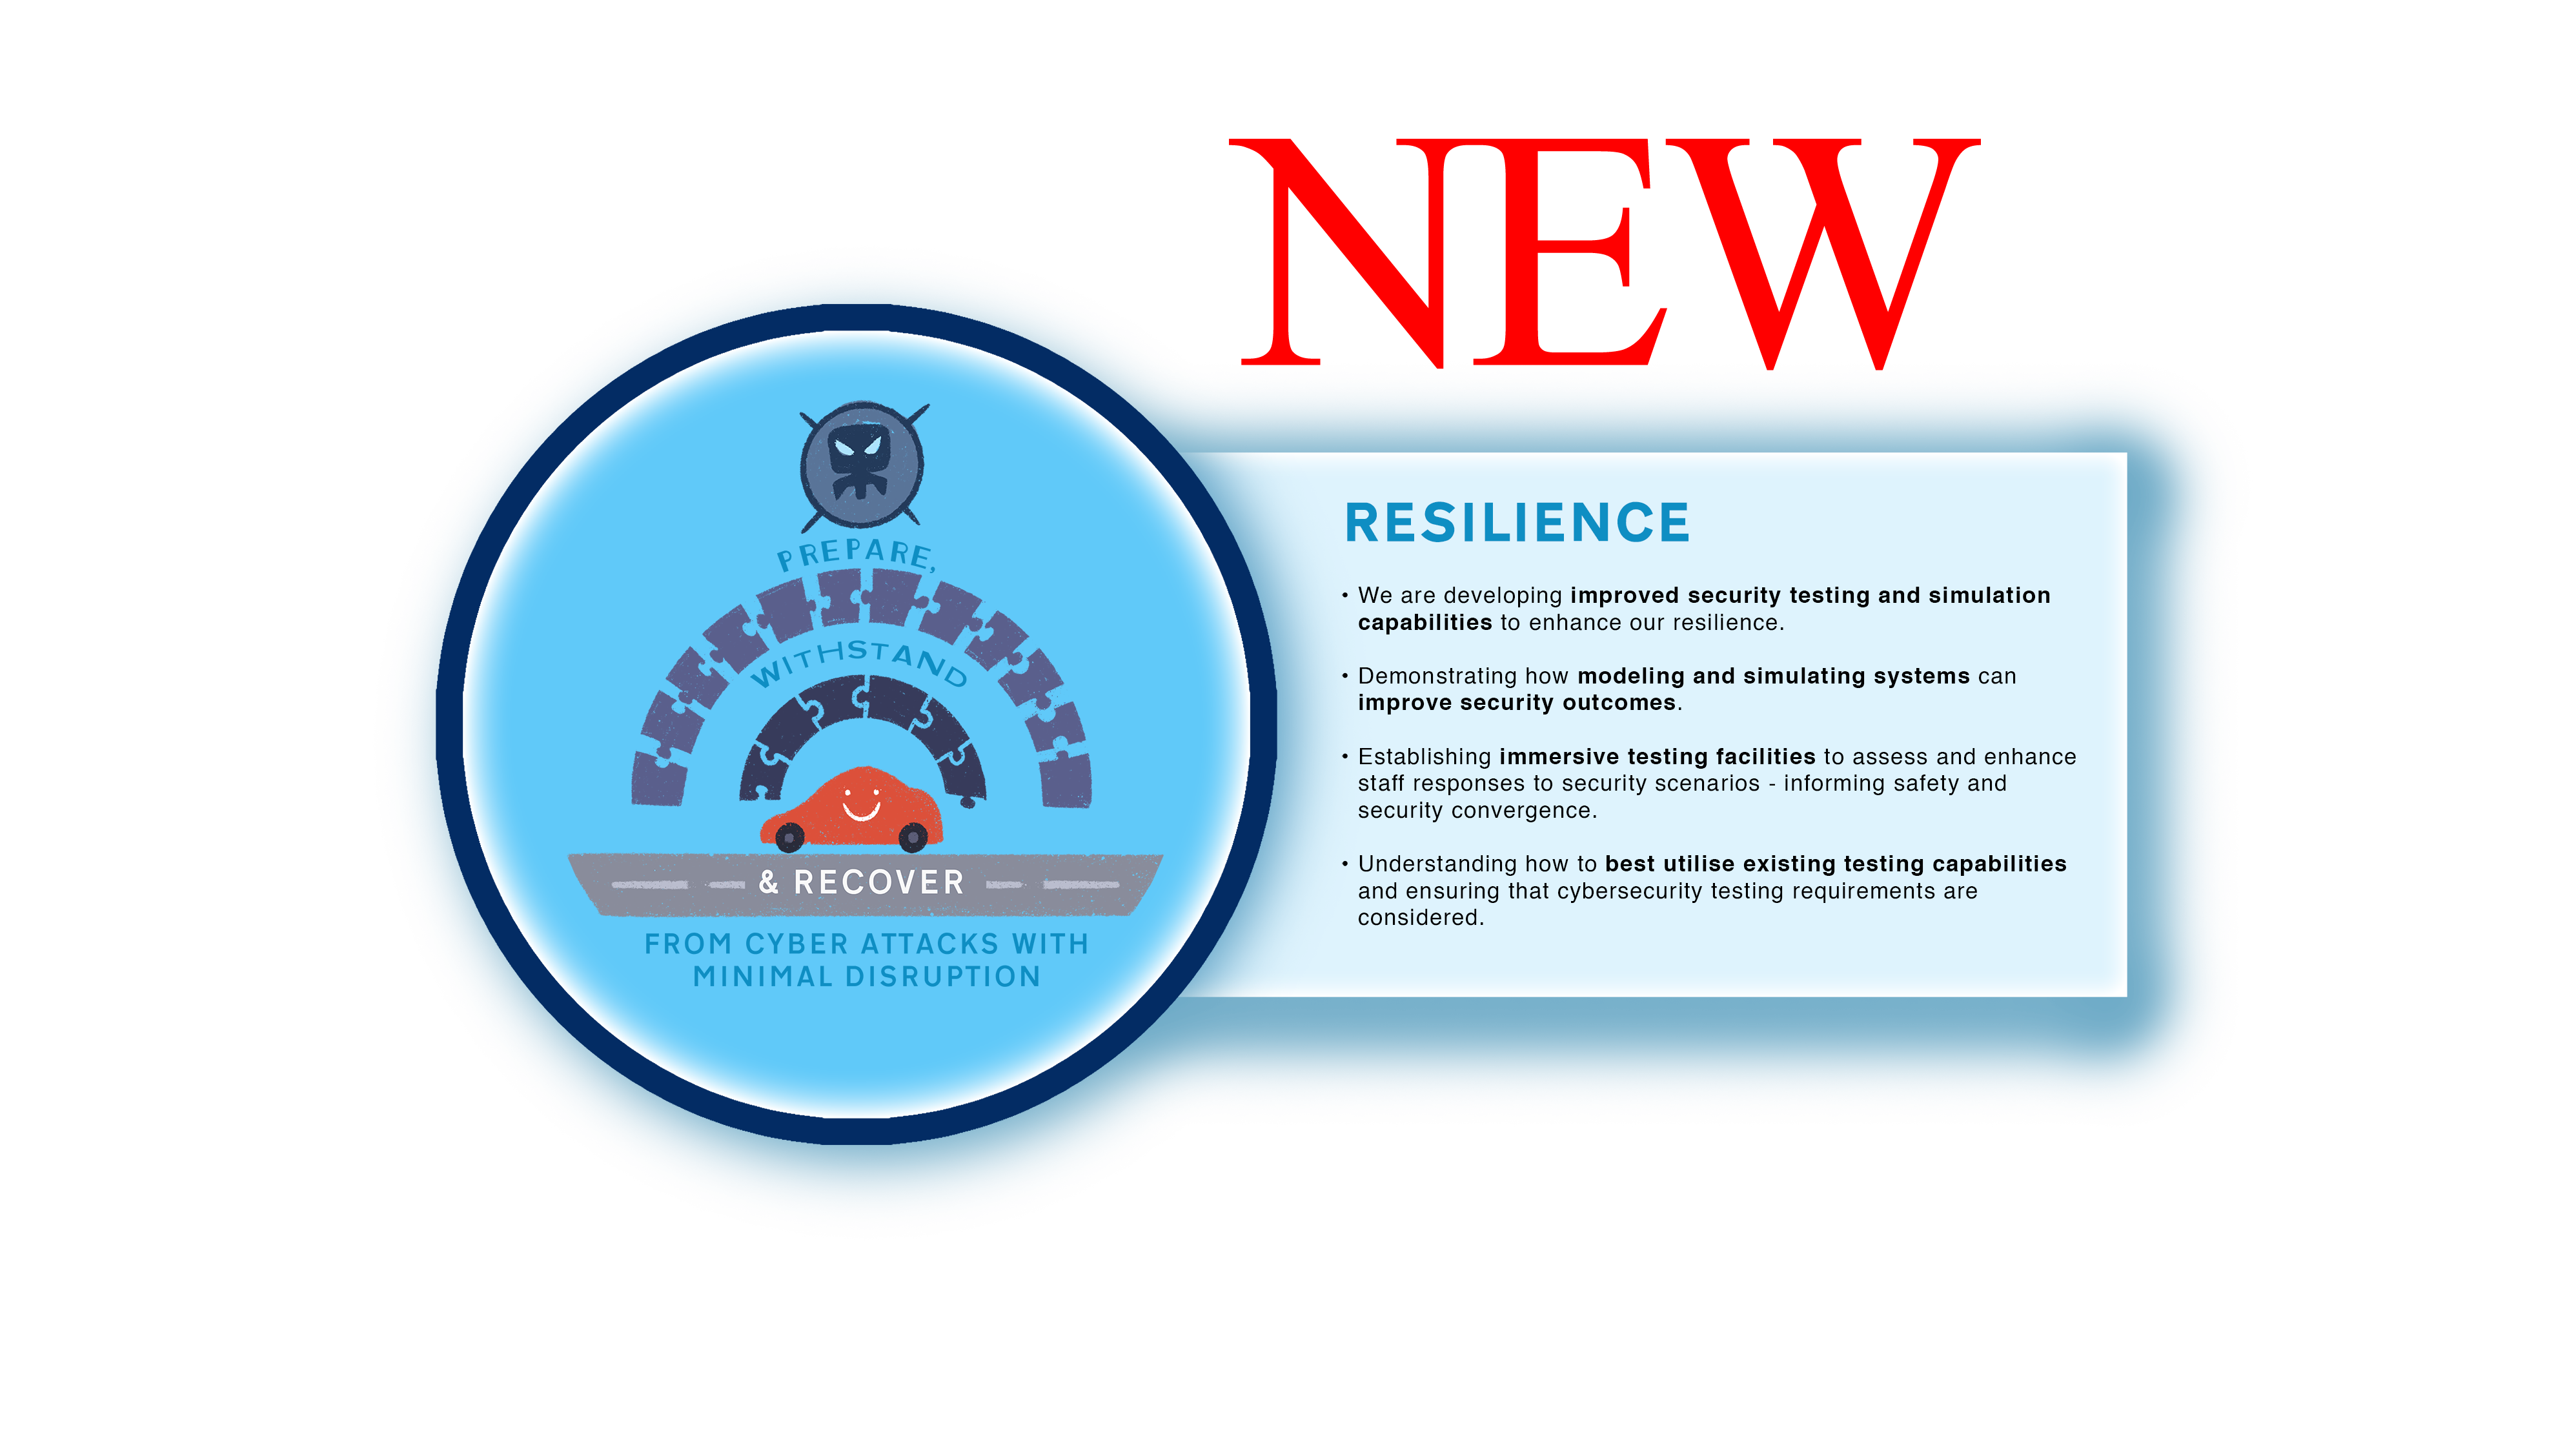 NEW
PREPARE,
WITHSTAND
& RECOVER
FROM CYBER ATTACKS WITH
MINIMAL DISRUPTION
RESILIENCE
• We are developing improved security testing and simulation
capabilities to enhance our resilience.
• Demonstrating how modeling and simulating systems can
improve security outcomes.
• Establishing immersive testing facilities to assess and enhance
staff responses to security scenarios - informing safety and
security convergence.
• Understanding how to best utilise existing testing capabilities
and ensuring that cybersecurity testing requirements are
considered.